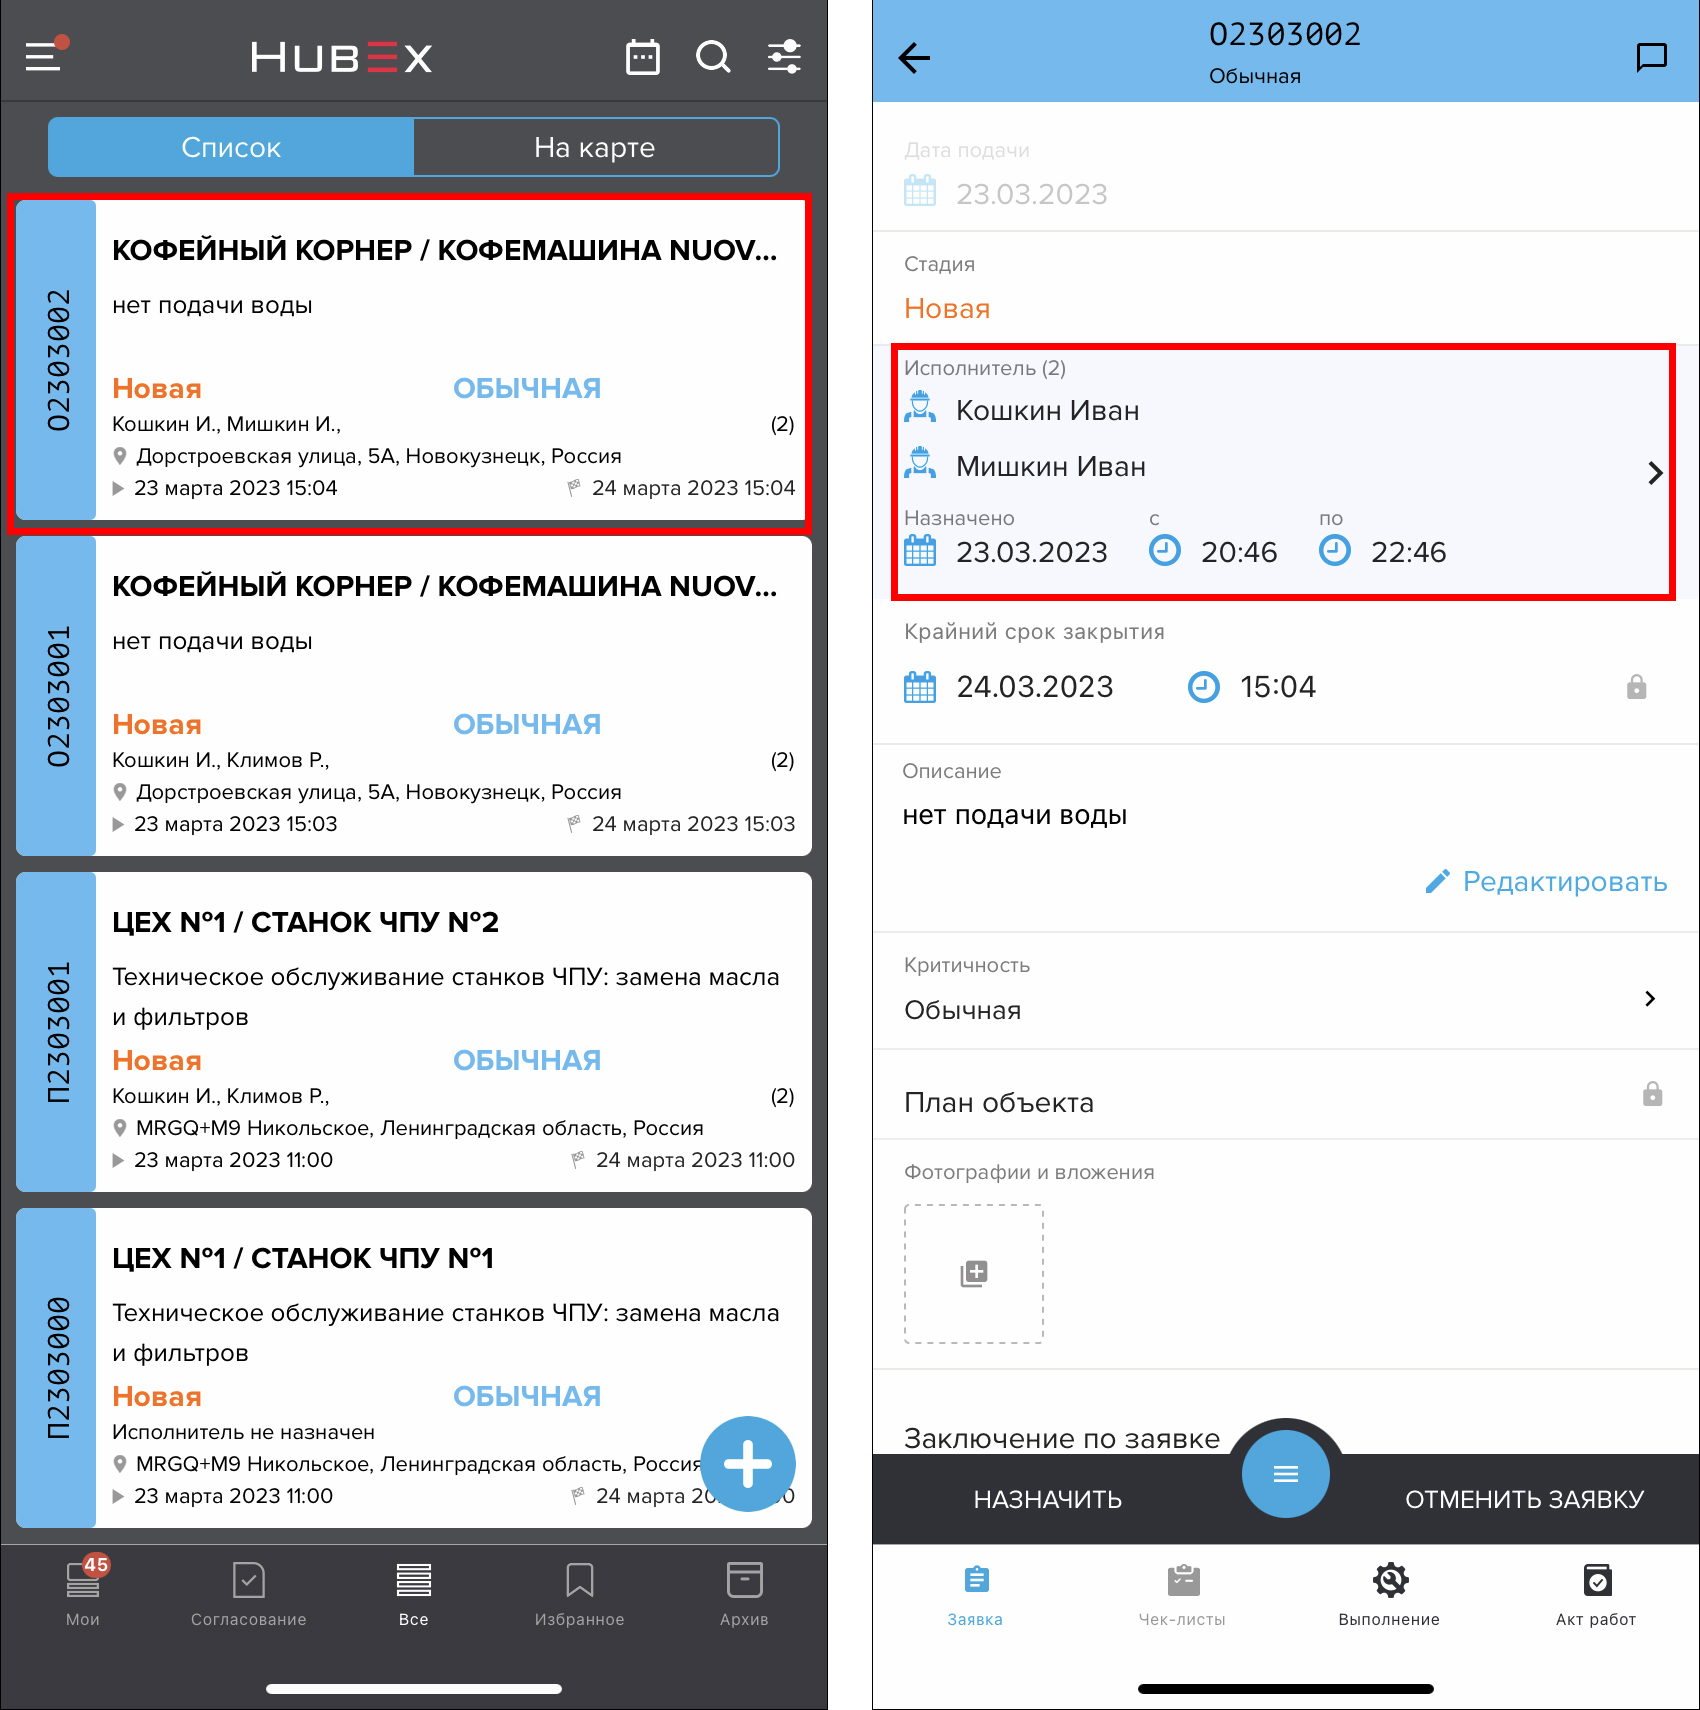 HUBEX
Список
На карте
О2303002
КОФЕЙНЫЙ КОРНЕР / КОФЕМАШИНА NUOV...
нет подачи воды
Новая ОБЫЧНАЯ
Кошкин И., Мишкин И., (2)
Дорстроевская улица, 5А, Новокузнецк, Россия
23 марта 2023 15:04 24 марта 2023 15:04
О2303001
КОФЕЙНЫЙ КОРНЕР / КОФЕМАШИНА NUOV...
нет подачи воды
Новая ОБЫЧНАЯ
Кошкин И., Климов Р., (2)
Дорстроевская улица, 5А, Новокузнецк, Россия
23 марта 2023 15:03 24 марта 2023 15:03
П2303001
ЦЕХ №1 / СТАНОК ЧПУ №2
Техническое обслуживание станков ЧПУ: замена масла
и фильтров
Новая ОБЫЧНАЯ
Кошкин И., Климов Р., (2)
MRGQ+M9 Никольское, Ленинградская область, Россия
23 марта 2023 11:00 24 марта 2023 11:00
П2303000
ЦЕХ №1 / СТАНОК ЧПУ №1
Техническое обслуживание станков ЧПУ: замена масла
и фильтров
Новая ОБЫЧНАЯ
Исполнитель не назначен
MRGQ+M9 Никольское, Ленинградская область, Россия
23 марта 2023 11:00 24 марта
45
Мои Согласование Все Избранное Архив
О2303002
Обычная
Дата подачи
23.03.2023
Стадия
Новая
Исполнитель (2)
Кошкин Иван
Мишкин Иван
Назначено с по
23.03.2023 20:46 22:46
Крайний срок закрытия
24.03.2023 15:04
Описание
нет подачи воды
Редактировать
Критичность
Обычная
План объекта
Фотографии и вложения
Заключение по заявке
НАЗНАЧИТЬ ОТМЕНИТЬ ЗАЯВКУ
Заявка Чек-листы Выполнение Акт работ